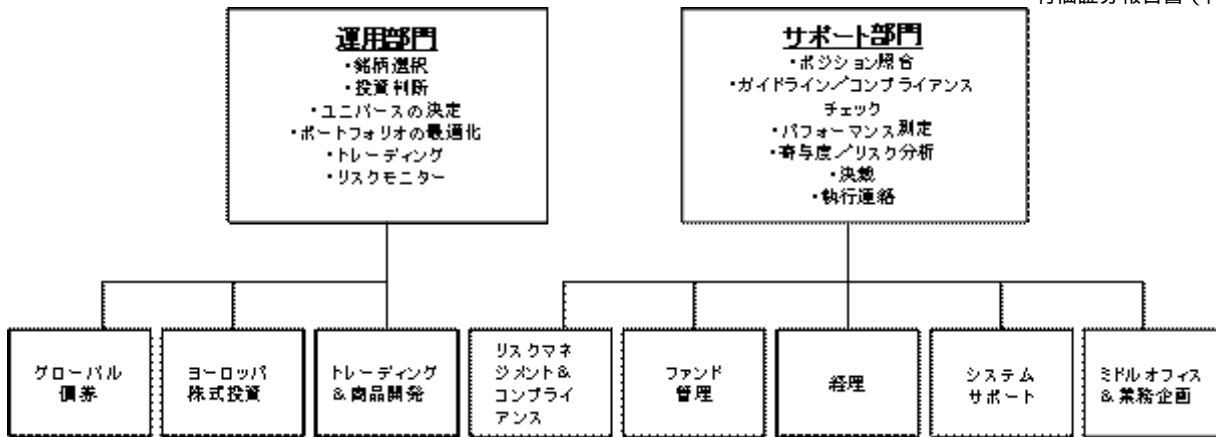 運用部門
・銘柄選択
・投資判断
・ユニバースの決定
・ポートフォリオの最適化
・トレーディング
・リスクモニター
サポート部門
・ポジション照合
・ガイドライン／コンプライアンス
チェック
・パフォーマンス測定
・寄与度／リスク分析
・決裁
・執行連絡
グローバル
債券
ヨーロッパ
株式投資
トレーディング
＆商品開発
リスクマネ
ジメント＆
コンプライ
アンス
ファンド
管理
経理
システム
サポート
ミドルオフィス
＆業務企画